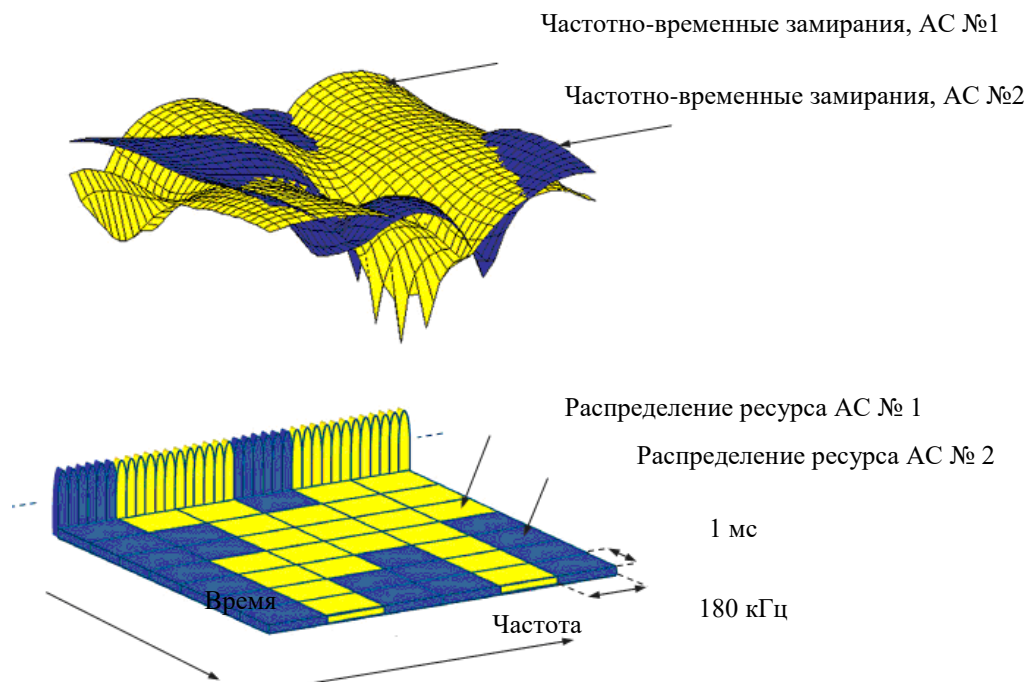 Частотно-временные замирания, АС №1
Частотно-временные замирания, АС №2
Распределение ресурса АС № 1
Распределение ресурса АС № 2
1 мс
180 кГц
Время
Частота